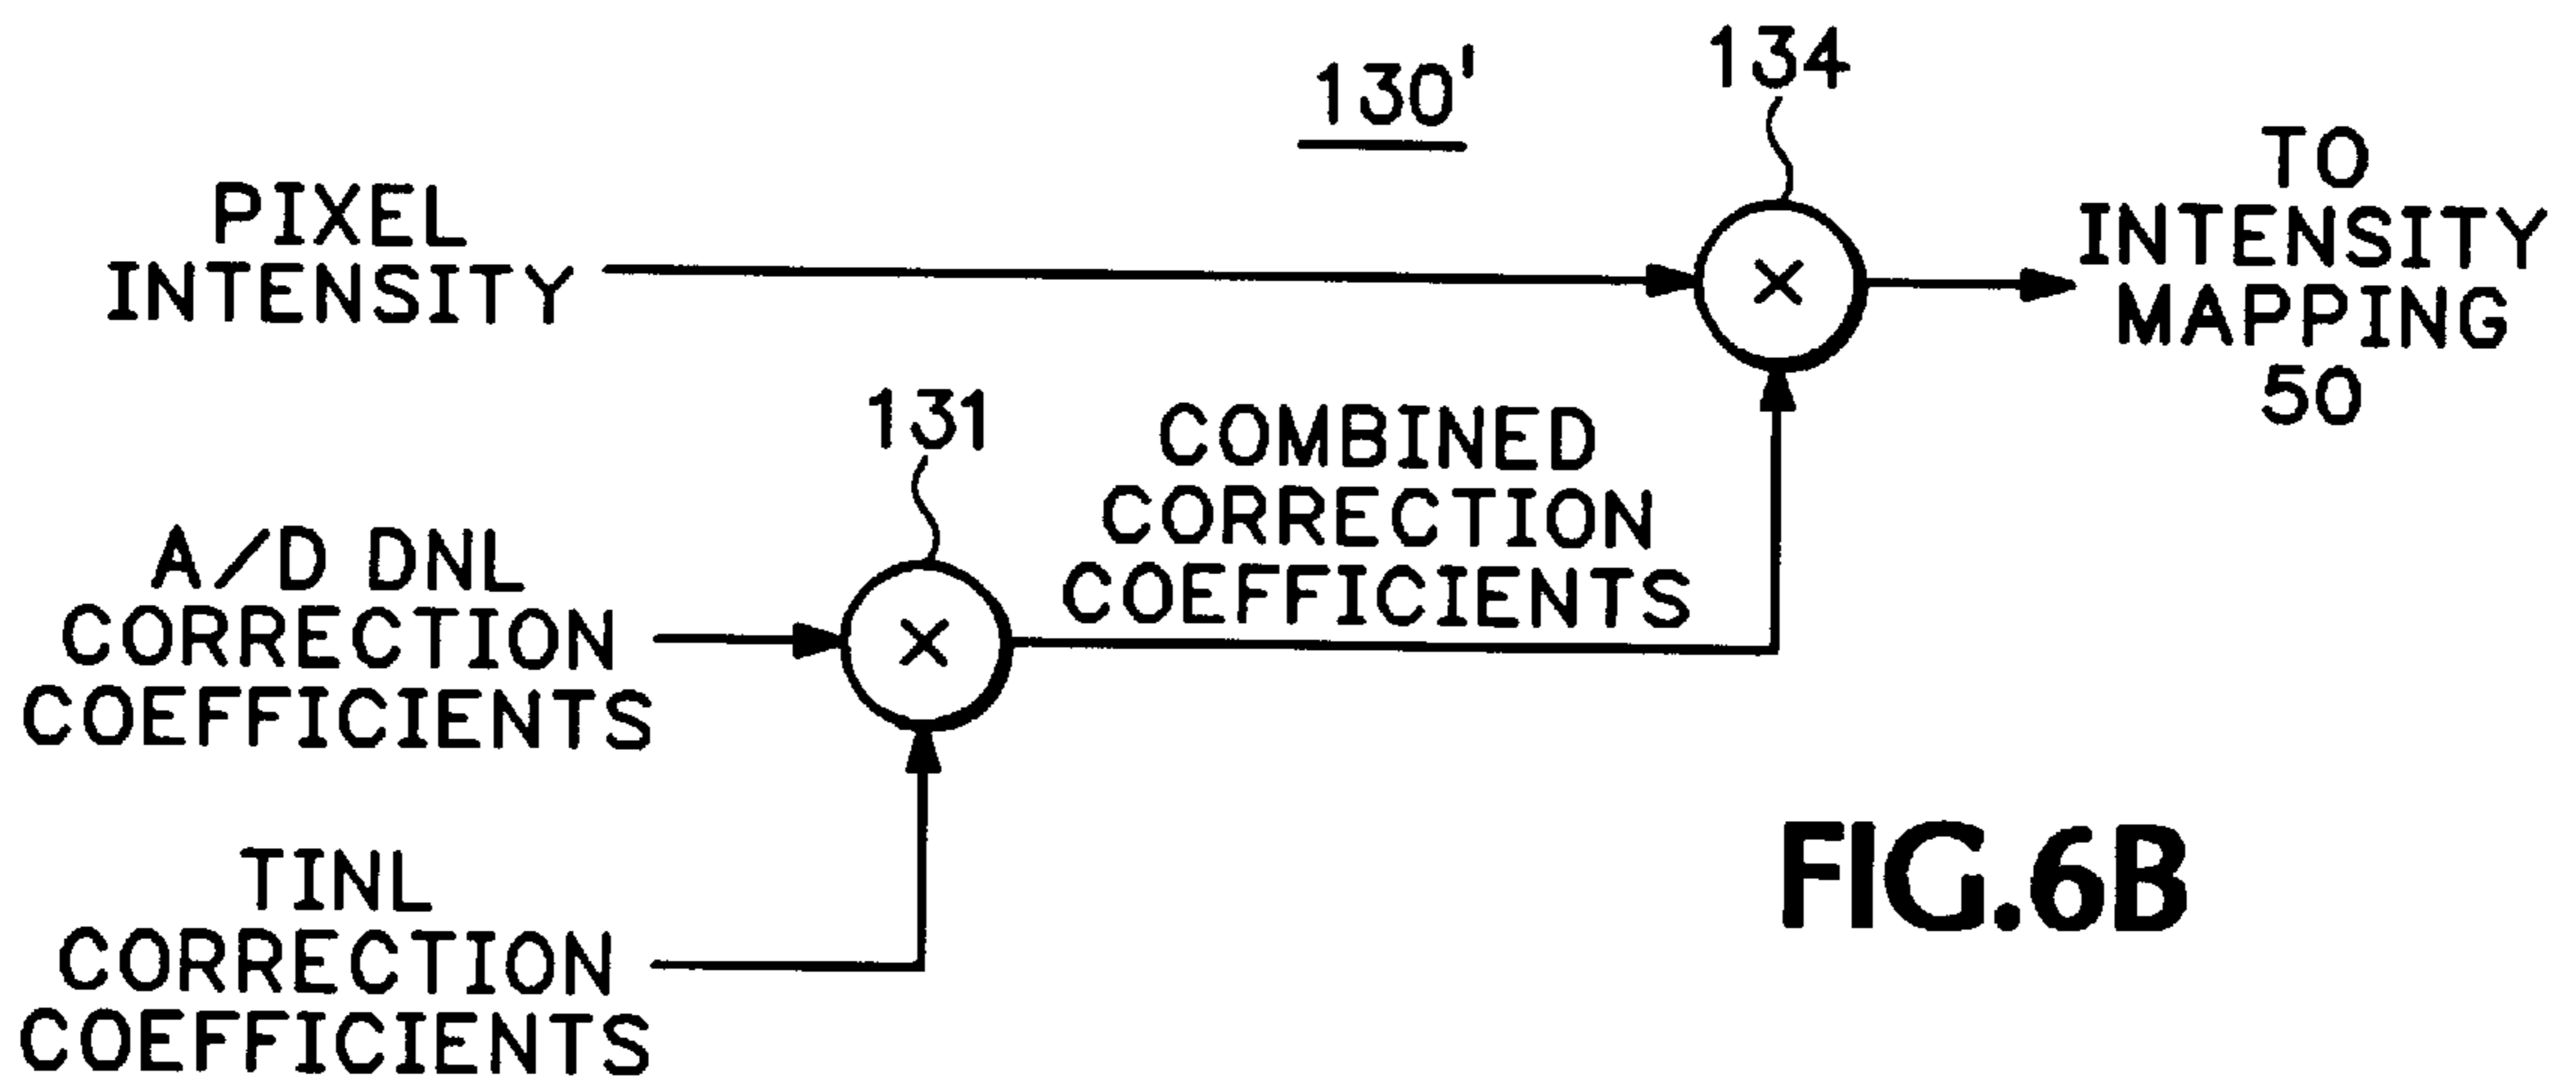 130'
134
PIXEL
INTENSITY
×
TO
INTENSITY
MAPPING
50
131
COMBINED
CORRECTION
COEFFICIENTS
A/D DNL
CORRECTION
COEFFICIENTS
×
TINL
CORRECTION
COEFFICIENTS
FIG.6B